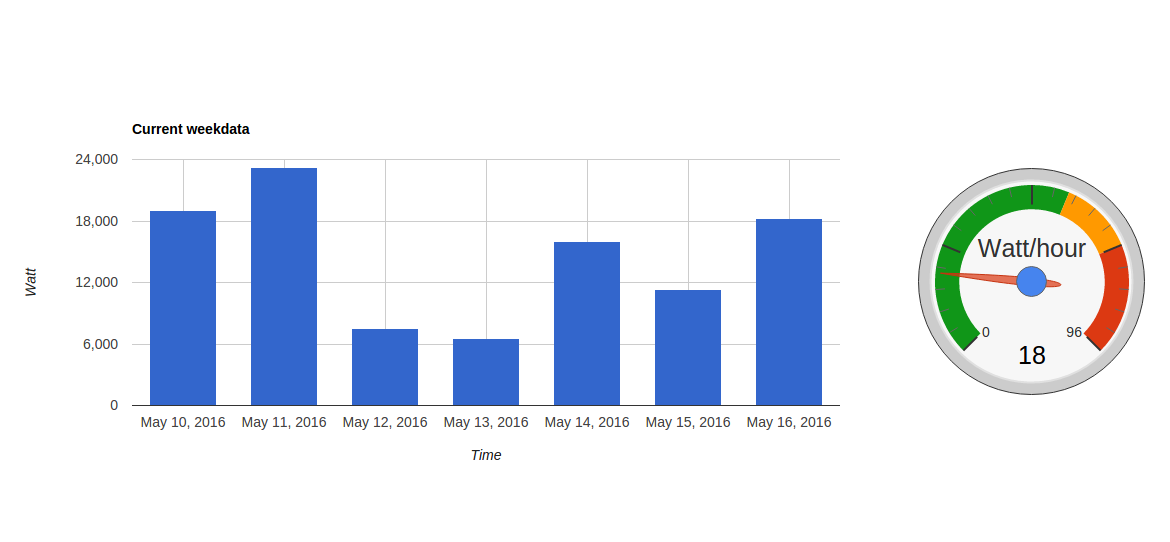 Current weekdata
24,000
18,000
12,000
6,000
0
Watt
May 10, 2016 May 11, 2016 May 12, 2016 May 13, 2016 May 14, 2016 May 15, 2016 May 16, 2016
Time
Watt/hour
0 96
18